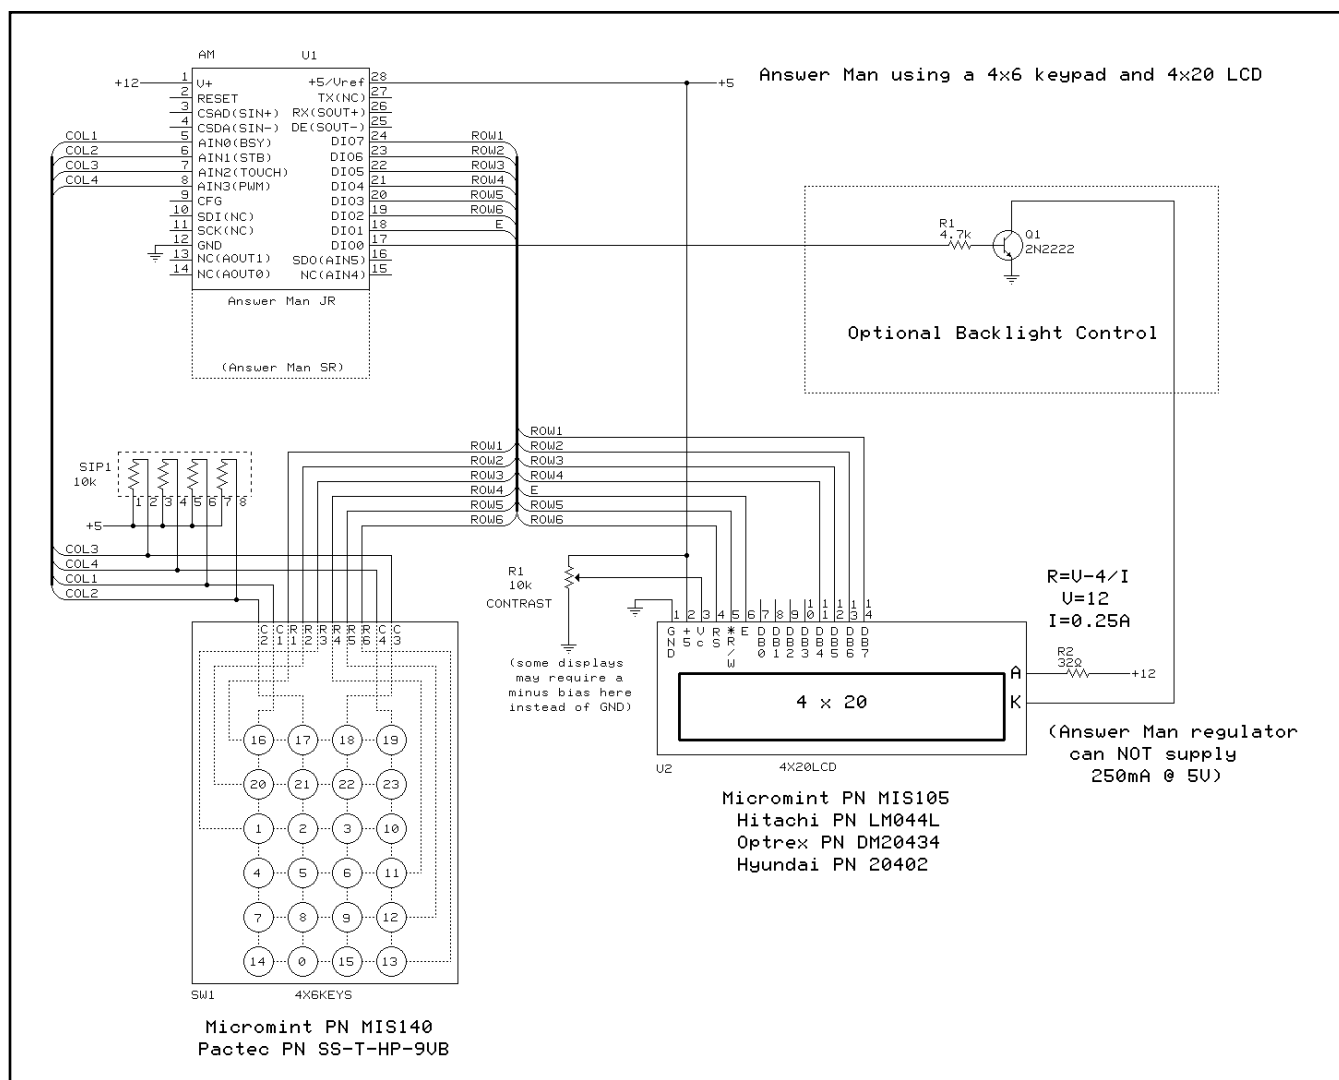 AM U1
Answer Man using a 4x6 keypad and 4x20 LCD
+12 1 V+ +5/Vref 28 +5
2 RESET TX(NC) 27
3 CSAD(SIN+) RX(SOUT+) 26
4 CSDA(SIN-) DE(SOUT-) 25
COL1 5 AIN0(BSY) DIO7 24 ROW1
COL2 6 AIN1(STB) DIO6 23 ROW2
COL3 7 AIN2(TOUCH) DIO5 22 ROW3
COL4 8 AIN3(PWM) DIO4 21 ROW4
9 CFG DIO3 20 ROW5
10 SDI(NC) DIO2 19 ROW6
11 SCK(NC) DIO1 18 E
12 GND DIO0 17
13 NC(AOUT1) SDO(AIN5) 16
14 NC(AOUT0) NC(AIN4) 15
Answer Man JR
(Answer Man SR)
R1
4.7k
Q1
2N2222
Optional Backlight Control
SIP1
10k
1 2 3 4 5 6 7 8
+5
COL3
COL4
COL1
COL2
ROW1
ROW2
ROW3
ROW4
ROW5
ROW6
ROW1
ROW2
ROW3
ROW4
E
ROW5
ROW6
R1
10k
CONTRAST
(some displays
may require a
minus bias here
instead of GND)
C2 C1 R1 R2 R3 R4 R5 R6 C4 C3
16 17 18 19
20 21 22 23
1 2 3 10
4 5 6 11
7 8 9 12
14 0 15 13
SW1 4X6KEYS
Micromint PN MIS140
Pactec PN SS-T-HP-9VB
1 2 3 4 5 6 7 8 9 10 11 12 13 14
GND +5 Vc RS *R/W E DB0 DB1 DB2 DB3 DB4 DB5 DB6 DB7
4 x 20
A
K
U2 4X20LCD
R=V-4/I
V=12
I=0.25A
R2
32Ω
+12
(Answer Man regulator
can NOT supply
250mA @ 5V)
Micromint PN MIS105
Hitachi PN LM044L
Optrex PN DM20434
Hyundai PN 20402